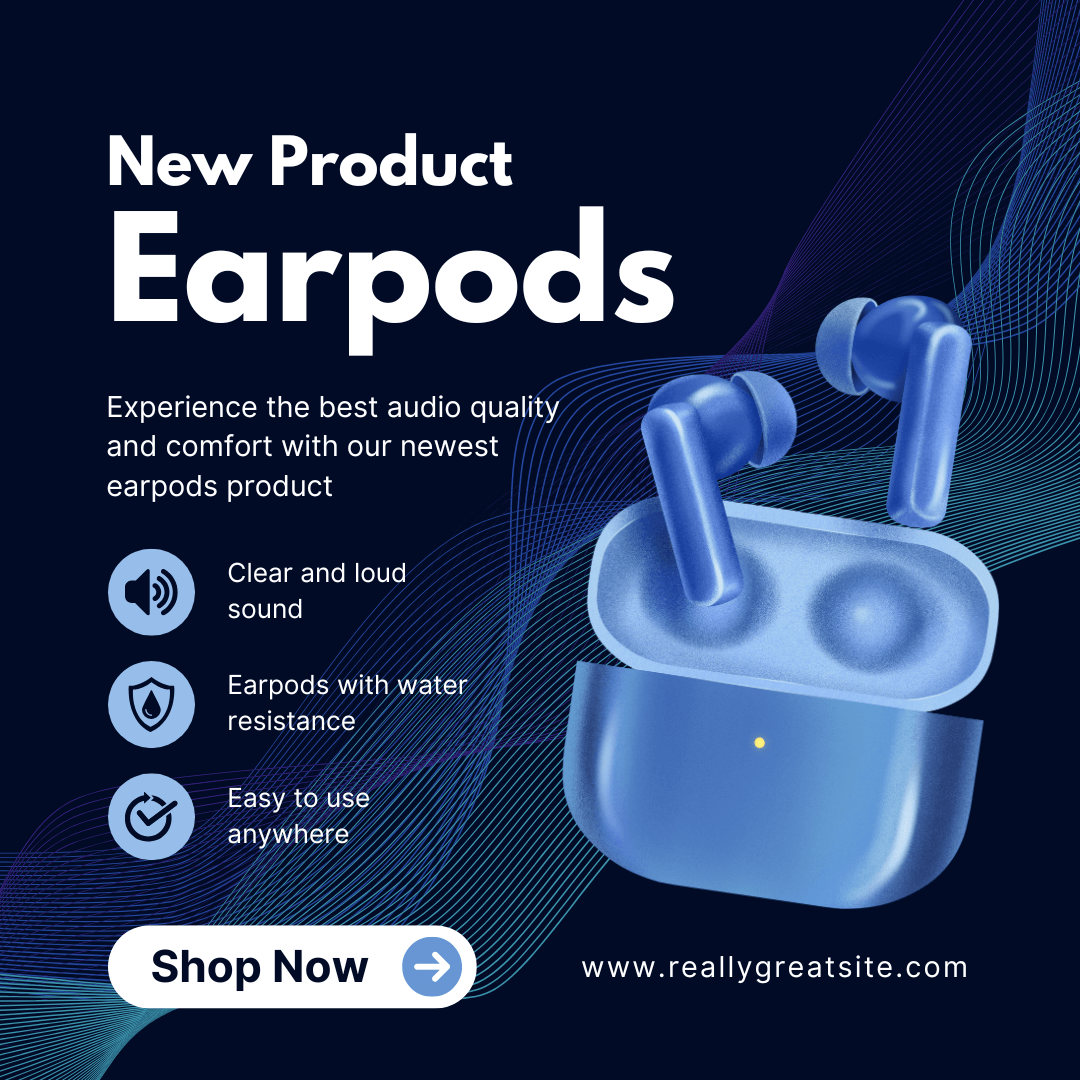 New Product
Earpods
Experience the best audio quality
and comfort with our newest
earpods product
Clear and loud
sound
Earpods with water
resistance
Easy to use
anywhere
Shop Now
www.reallygreatsite.com